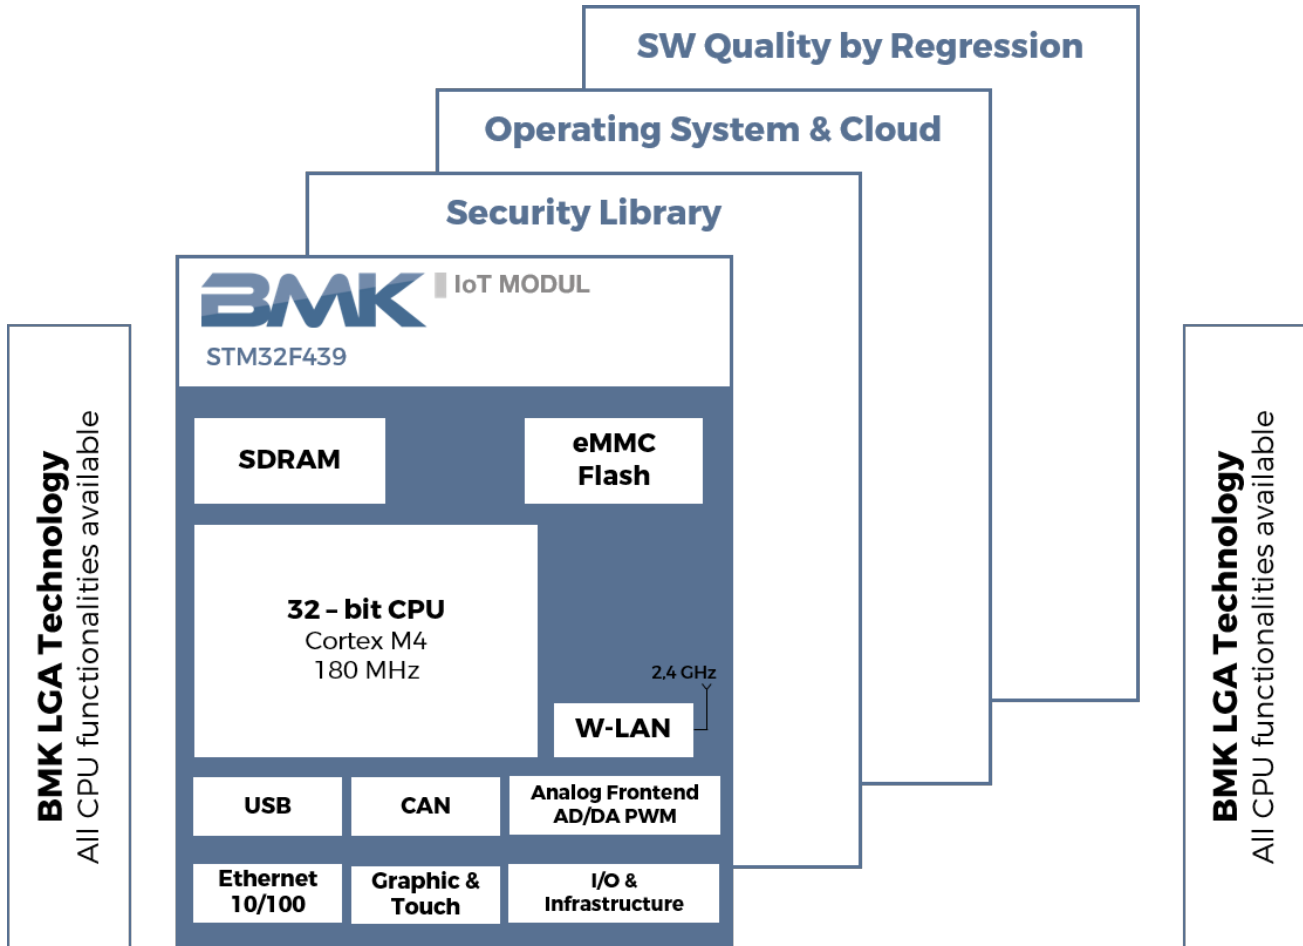 SW Quality by Regression
Operating System & Cloud
Security Library
BMK IoT MODUL
STM32F439
SDRAM
eMMC
Flash
32 – bit CPU
Cortex M4
180 MHz
2,4 GHz
W-LAN
USB
CAN
Analog Frontend
AD/DA PWM
Ethernet
10/100
Graphic &
Touch
I/O &
Infrastructure
BMK LGA Technology
All CPU functionalities available
BMK LGA Technology
All CPU functionalities available